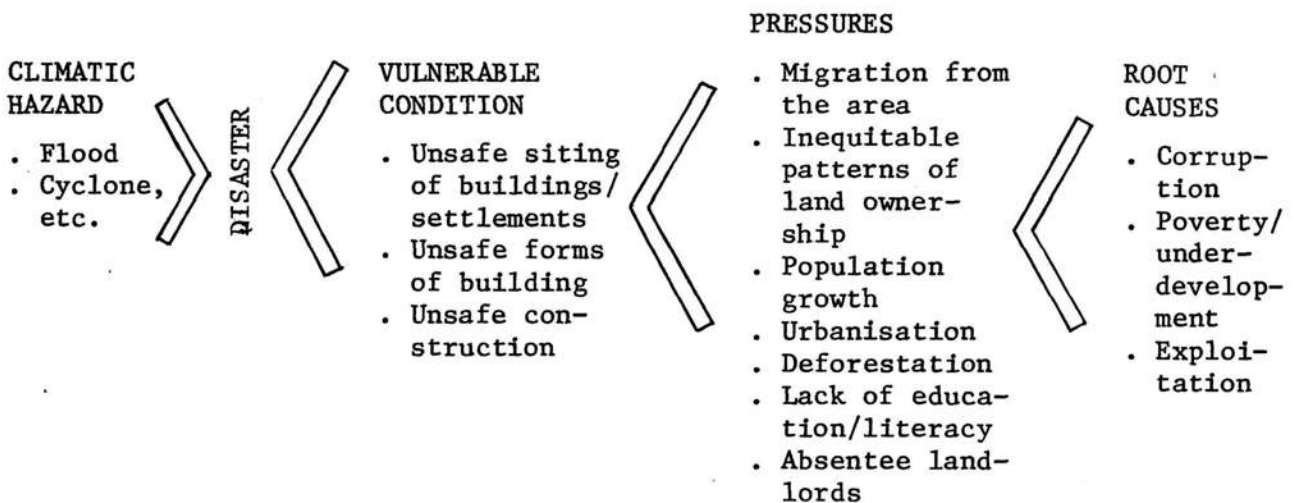 CLIMATIC
HAZARD
. Flood
. Cyclone,
etc.
DISASTER
VULNERABLE
CONDITION
. Unsafe siting
of buildings/
settlements
. Unsafe forms
of building
. Unsafe con-
struction
PRESSURES
. Migration from
the area
. Inequitable
patterns of
land owner-
ship
. Population
growth
. Urbanisation
. Deforestation
. Lack of educa-
tion/literacy
. Absentee land-
lords
ROOT
CAUSES
. Corrup-
tion
. Poverty/
under-
develop-
ment
. Exploi-
tation